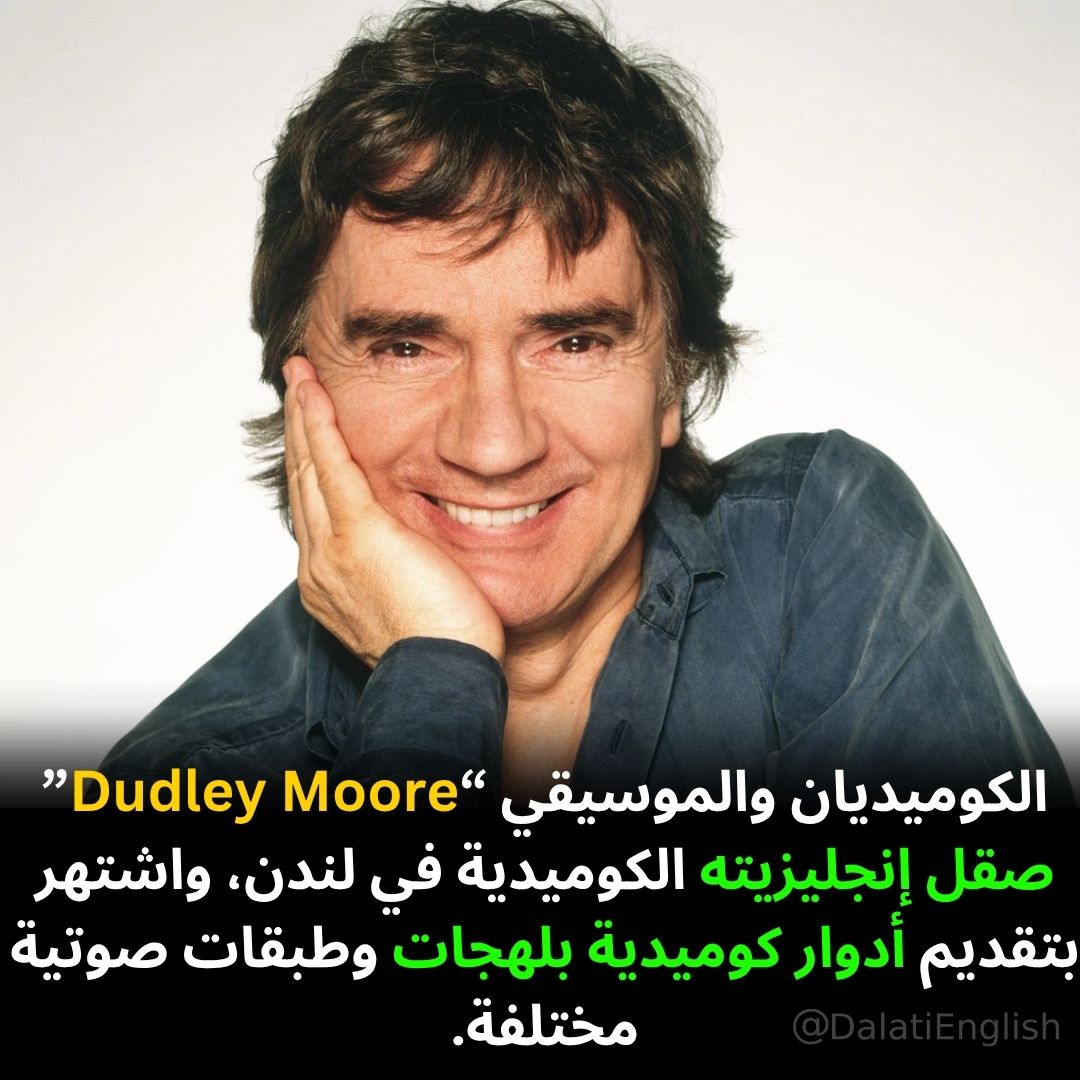 الكوميديان والموسيقي “Dudley Moore”
صقل إنجليزيته الكوميدية في لندن، واشتهر
بتقديم أدوار كوميدية بلهجات وطبقات صوتية
مختلفة.
@DalatiEnglish